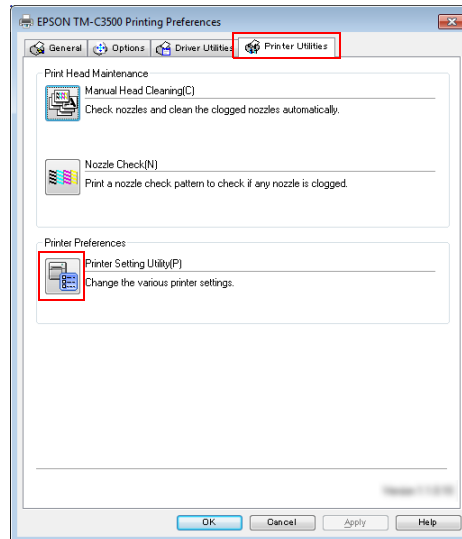 EPSON TM-C3500 Printing Preferences
General Options Driver Utilities Printer Utilities
Print Head Maintenance
Manual Head Cleaning(C)
Check nozzles and clean the clogged nozzles automatically.
Nozzle Check(N)
Print a nozzle check pattern to check if any nozzle is clogged.
Printer Preferences
Printer Setting Utility(P)
Change the various printer settings.
OK Cancel Apply Help